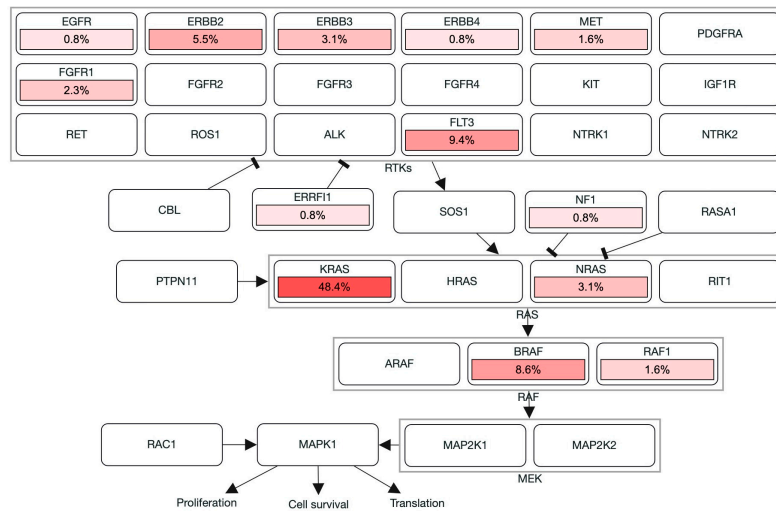 EGFR
0.8%
ERBB2
5.5%
ERBB3
3.1%
ERBB4
0.8%
MET
1.6%
PDGFRA
FGFR1
2.3%
FGFR2
FGFR3
FGFR4
KIT
IGF1R
RET
ROS1
ALK
FLT3
9.4%
NTRK1
NTRK2
RTKs
CBL
ERRFI1
0.8%
SOS1
NF1
0.8%
RASA1
PTPN11
KRAS
48.4%
HRAS
NRAS
3.1%
RIT1
RAS
ARAF
BRAF
8.6%
RAF1
1.6%
RAF
RAC1
MAPK1
MAP2K1
MAP2K2
MEK
Proliferation
Cell survival
Translation